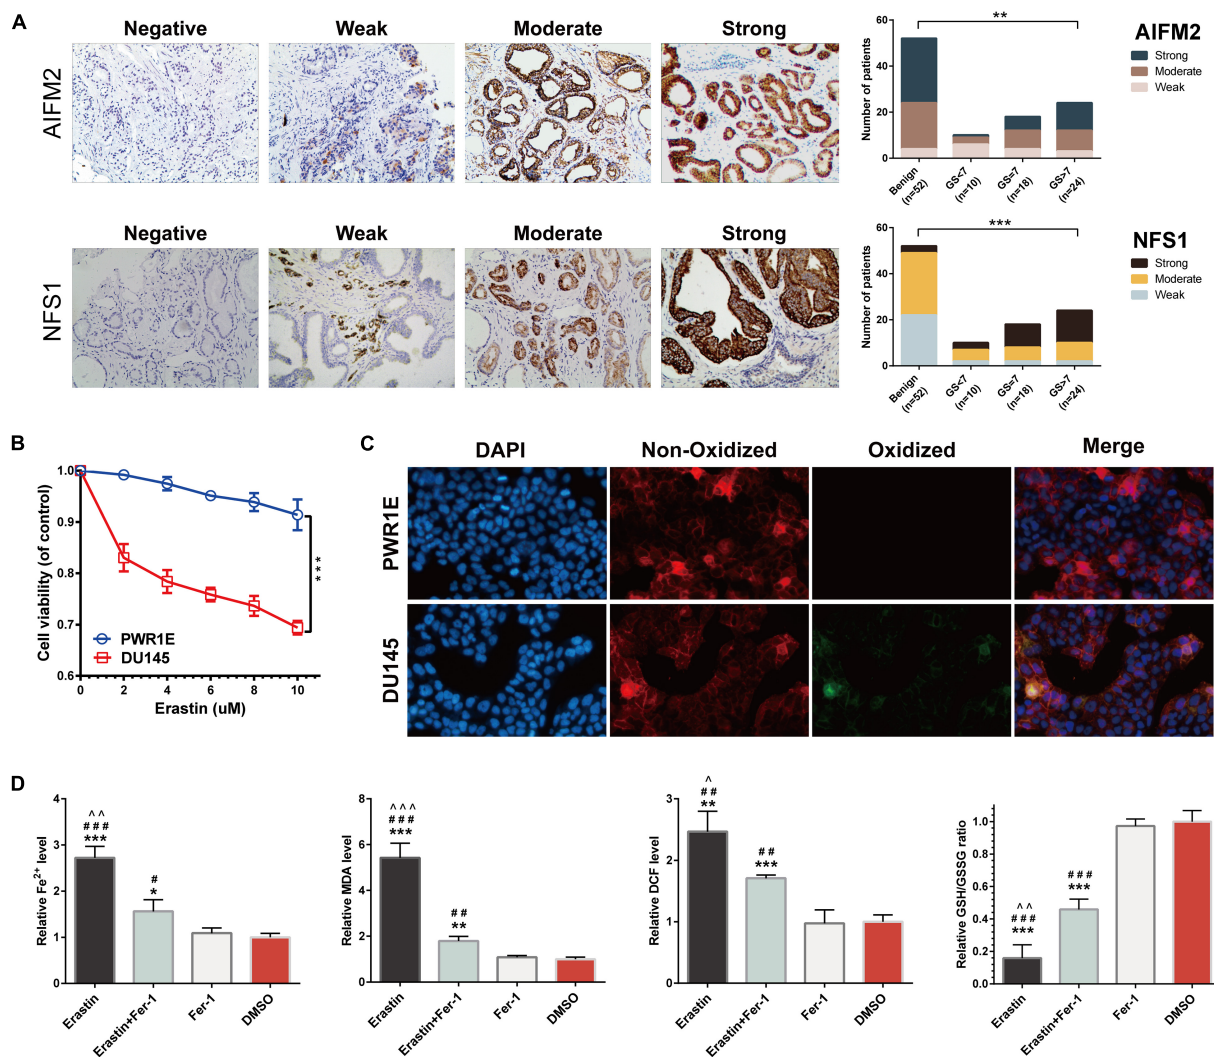 A
Negative
Weak
Moderate
Strong
AIFM2
Number of patients
60
40
20
0
**
Benign
(n=52)
GS<7
(n=10)
GS=7
(n=18)
GS>7
(n=24)
AIFM2
Strong
Moderate
Weak
Negative
Weak
Moderate
Strong
NFS1
Number of patients
60
40
20
0
***
Benign
(n=52)
GS<7
(n=10)
GS=7
(n=18)
GS>7
(n=24)
NFS1
Strong
Moderate
Weak
B
Cell viability (of control)
1.0
0.9
0.8
0.7
0.6
***
PWR1E
DU145
0
2
4
6
8
10
Erastin (uM)
C
DAPI
Non-Oxidized
Oxidized
Merge
PWR1E
DU145
D
Relative Fe2+ level
4
3
2
1
0
^^
###
***
#
*
Erastin
Erastin+Fer-1
Fer-1
DMSO
Relative MDA level
8
6
4
2
0
^^^
###
***
##
**
Erastin
Erastin+Fer-1
Fer-1
DMSO
Relative DCF level
3
2
1
0
^
##
**
##
***
Erastin
Erastin+Fer-1
Fer-1
DMSO
Relative GSH/GSSG ratio
1.0
0.8
0.6
0.4
0.2
0.0
^^
###
***
###
***
Erastin
Erastin+Fer-1
Fer-1
DMSO